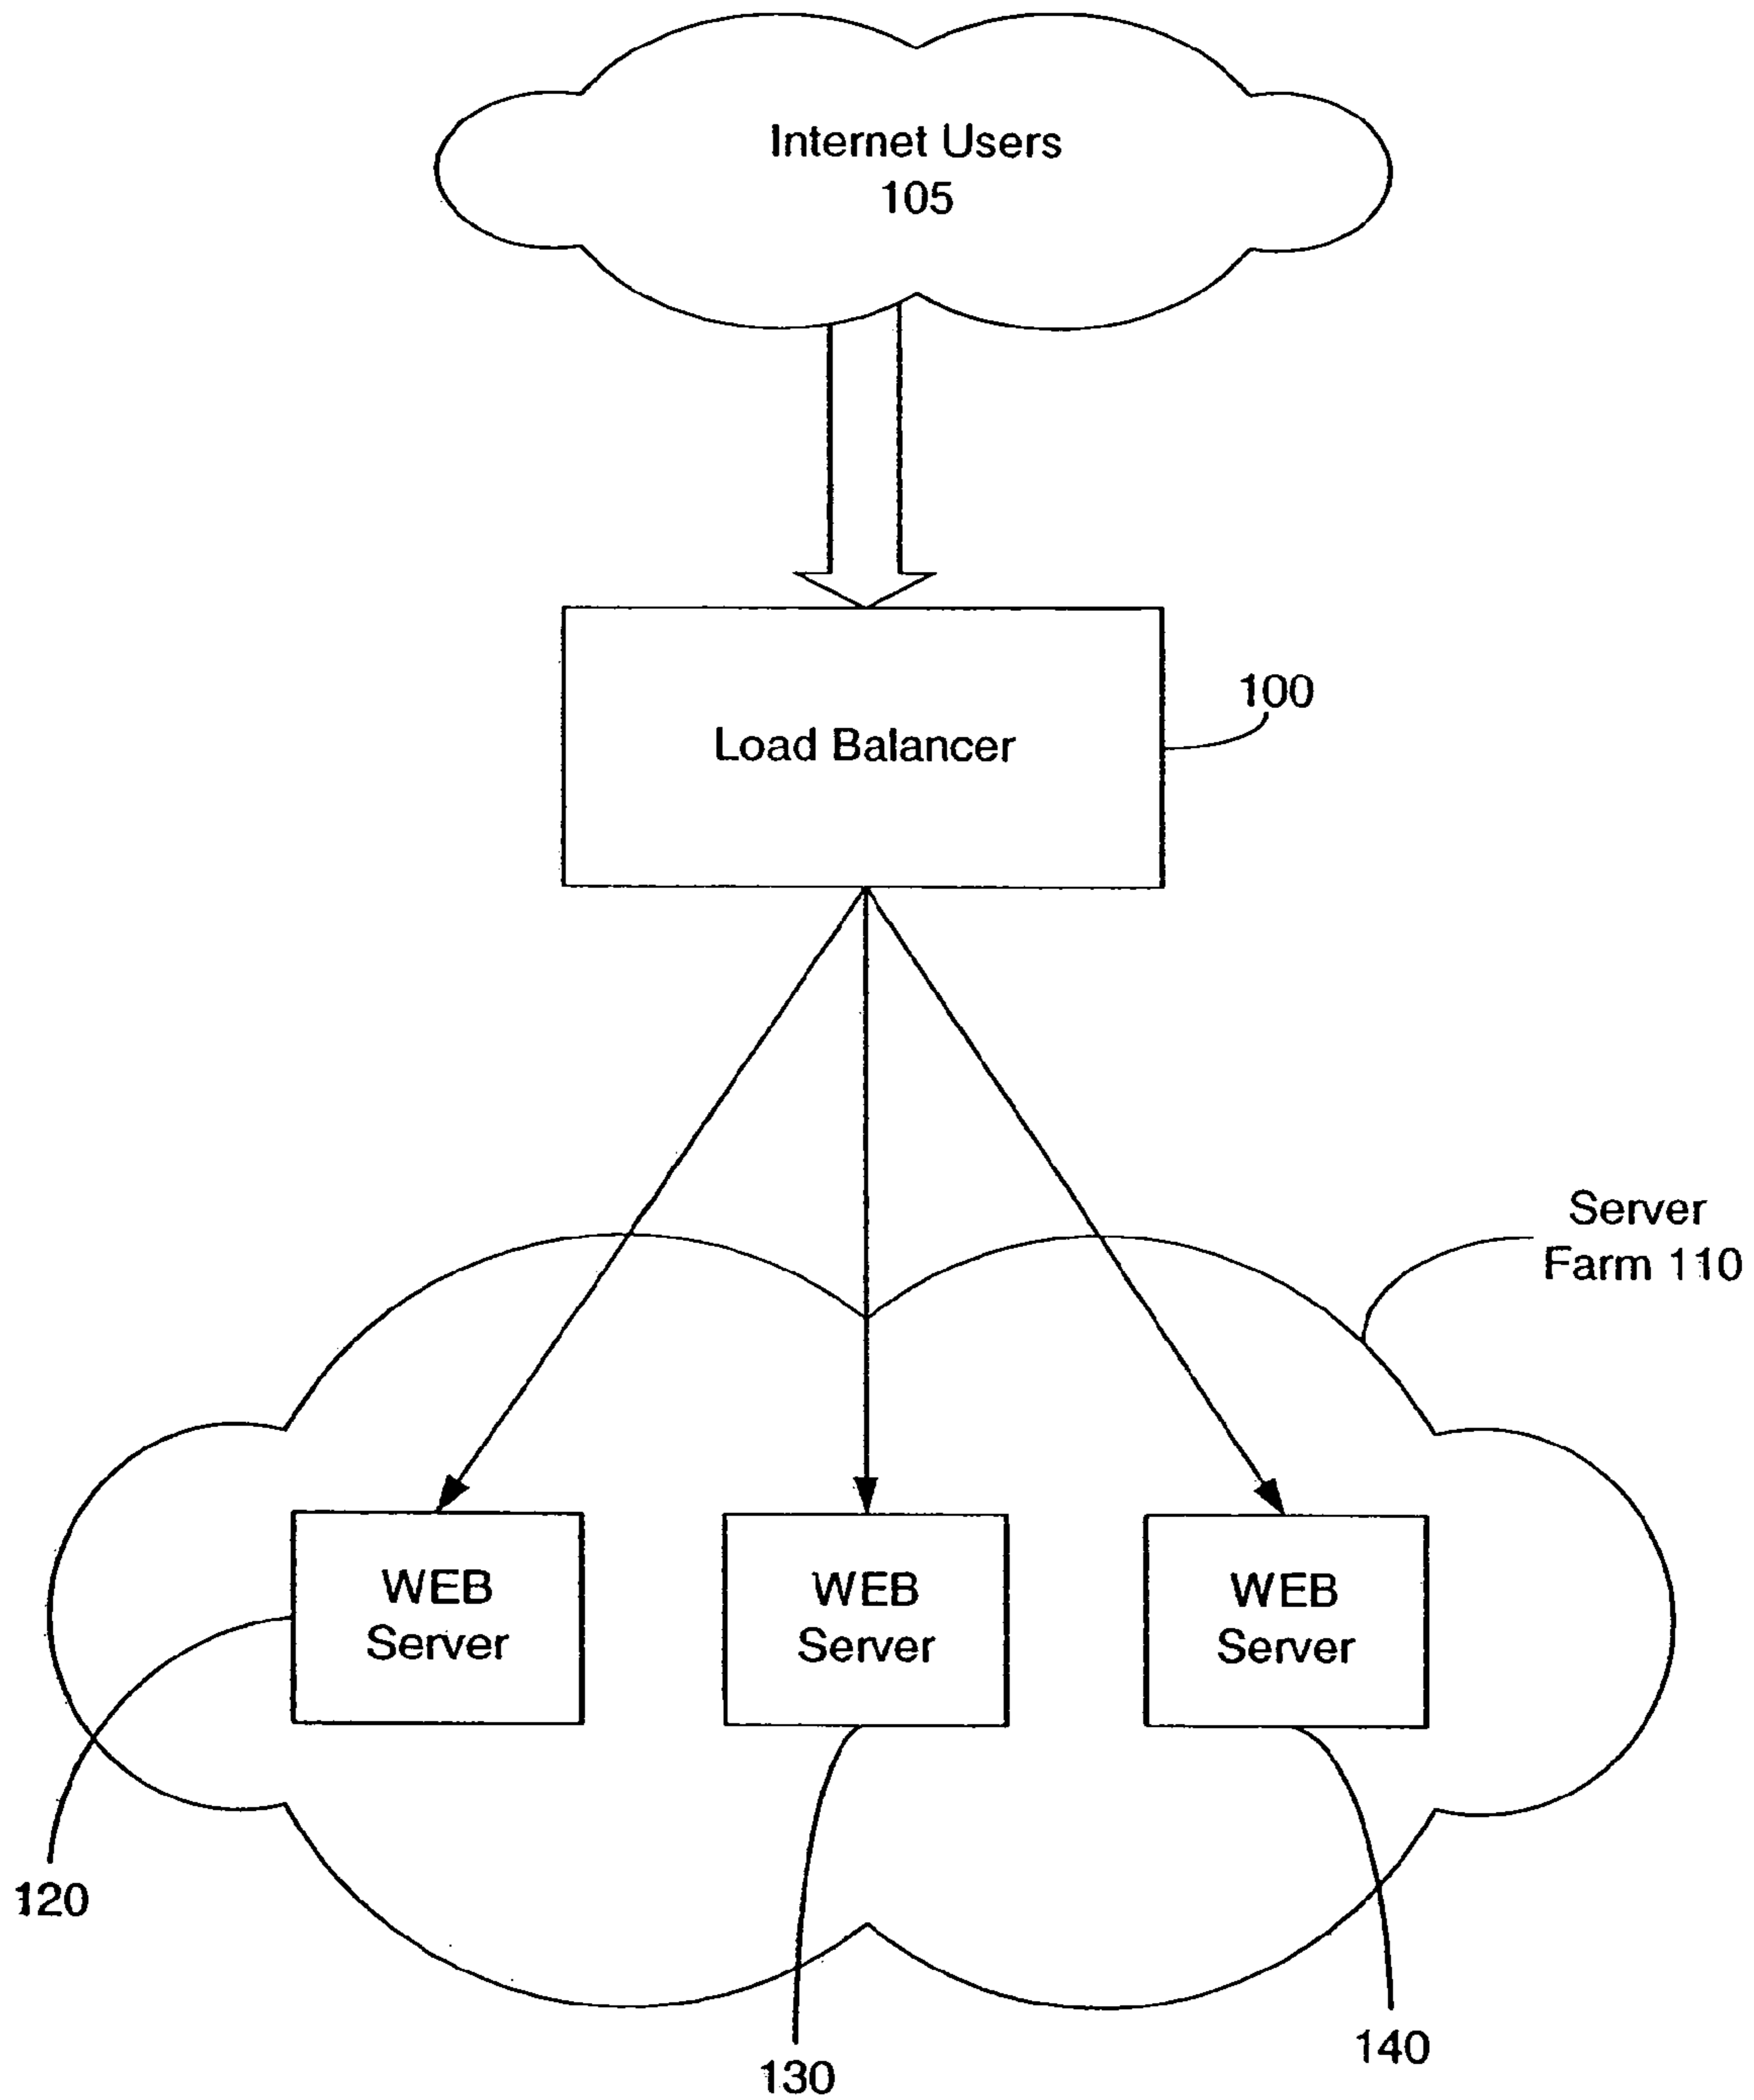 Internet Users
105
100
Load Balancer
Server
Farm 110
WEB
Server
WEB
Server
WEB
Server
120
130
140